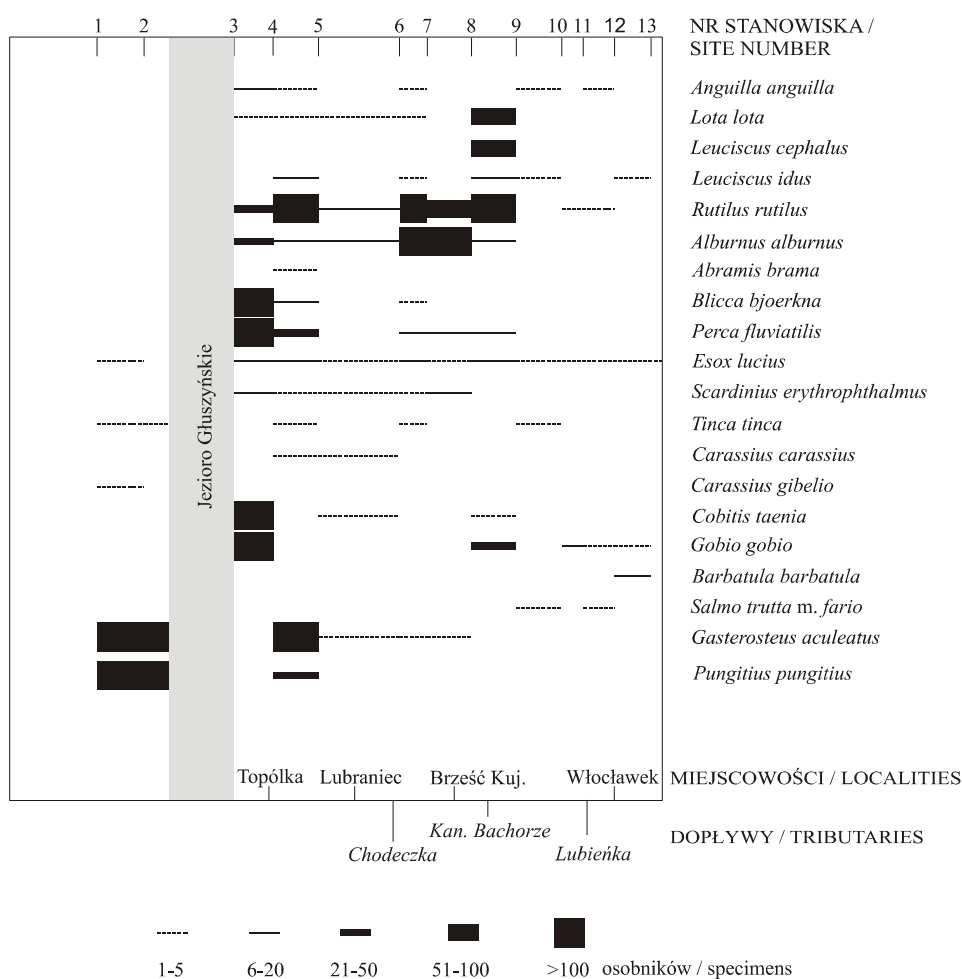 1 2 3 4 5 6 7 8 9 10 11 12 13
NR STANOWISKA /
SITE NUMBER
Anguilla anguilla
Lota lota
Leuciscus cephalus
Leuciscus idus
Rutilus rutilus
Alburnus alburnus
Abramis brama
Blicca bjoerkna
Perca fluviatilis
Esox lucius
Scardinius erythrophthalmus
Tinca tinca
Carassius carassius
Carassius gibelio
Cobitis taenia
Gobio gobio
Barbatula barbatula
Salmo trutta m. fario
Gasterosteus aculeatus
Pungitius pungitius
Jezioro Głuszyńskie
Topólka Lubraniec Brześć Kuj. Włocławek MIEJSCOWOŚCI / LOCALITIES
Kan. Bachorze DOPŁYWY / TRIBUTARIES
Chodeczka Lubieńka
1-5 6-20 21-50 51-100 >100 osobników / specimens